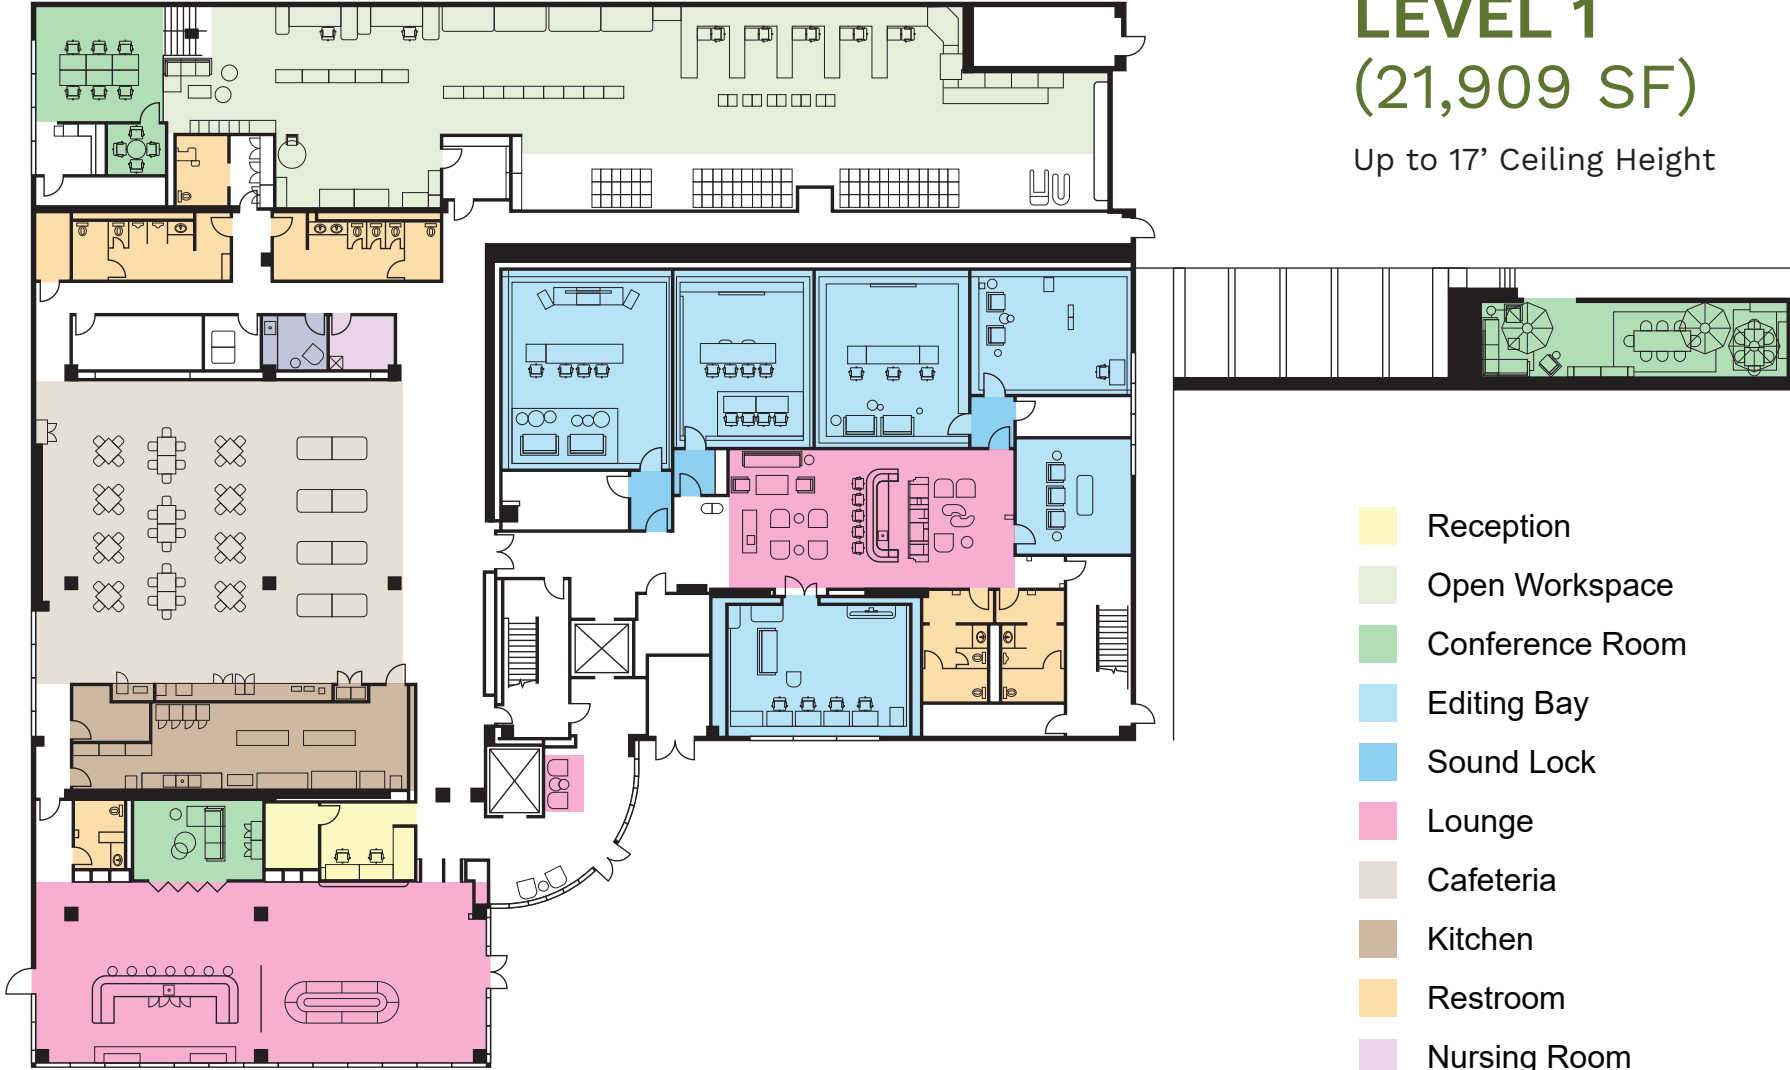 LEVEL 1
(21,909 SF)
Up to 17’ Ceiling Height
Reception
Open Workspace
Conference Room
Editing Bay
Sound Lock
Lounge
Cafeteria
Kitchen
Restroom
Nursing Room